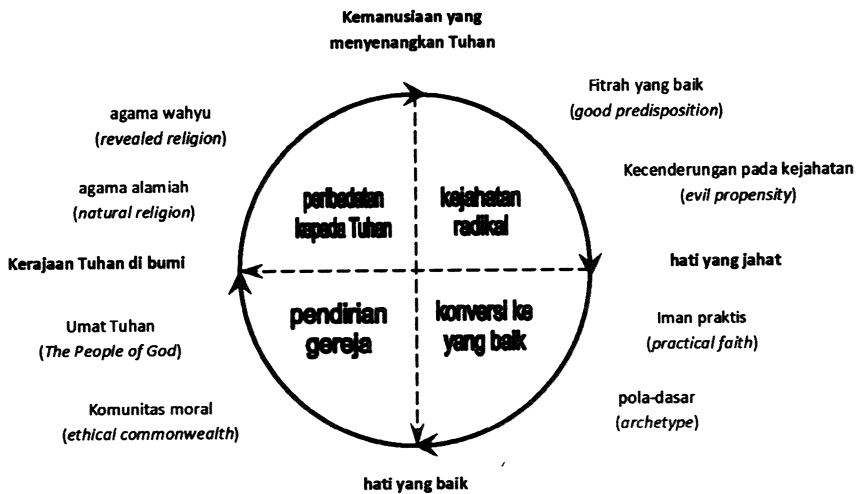 Kemanusiaan yang
menyenangkan Tuhan
Fitrah yang baik
(good predisposition)
agama wahyu
(revealed religion)
Kecenderungan pada kejahatan
(evil propensity)
agama alamiah
(natural religion)
peribadatan
kepada Tuhan
kejahatan
radikal
Kerajaan Tuhan di bumi
hati yang jahat
pendirian
gereja
konversi ke
yang baik
Umat Tuhan
(The People of God)
Iman praktis
(practical faith)
pola-dasar
(archetype)
Komunitas moral
(ethical commonwealth)
hati yang baik